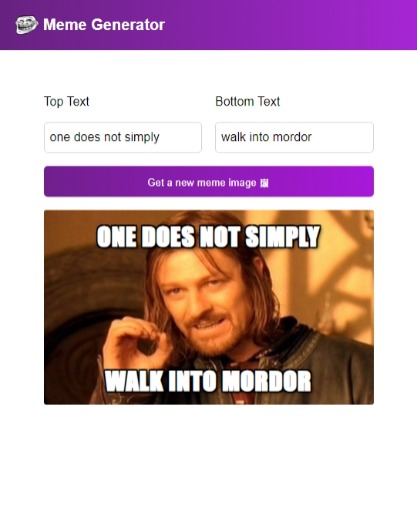 Meme Generator
Top Text
Bottom Text
one does not simply
walk into mordor
Get a new meme image 🖼
ONE DOES NOT SIMPLY
WALK INTO MORDOR